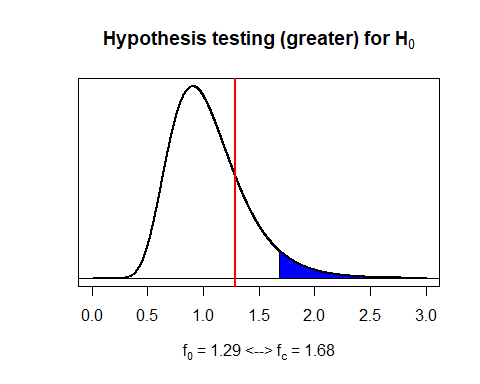 Hypothesis testing (greater) for H₀
0.0 0.5 1.0 1.5 2.0 2.5 3.0
f₀ = 1.29 <--> f꜀ = 1.68